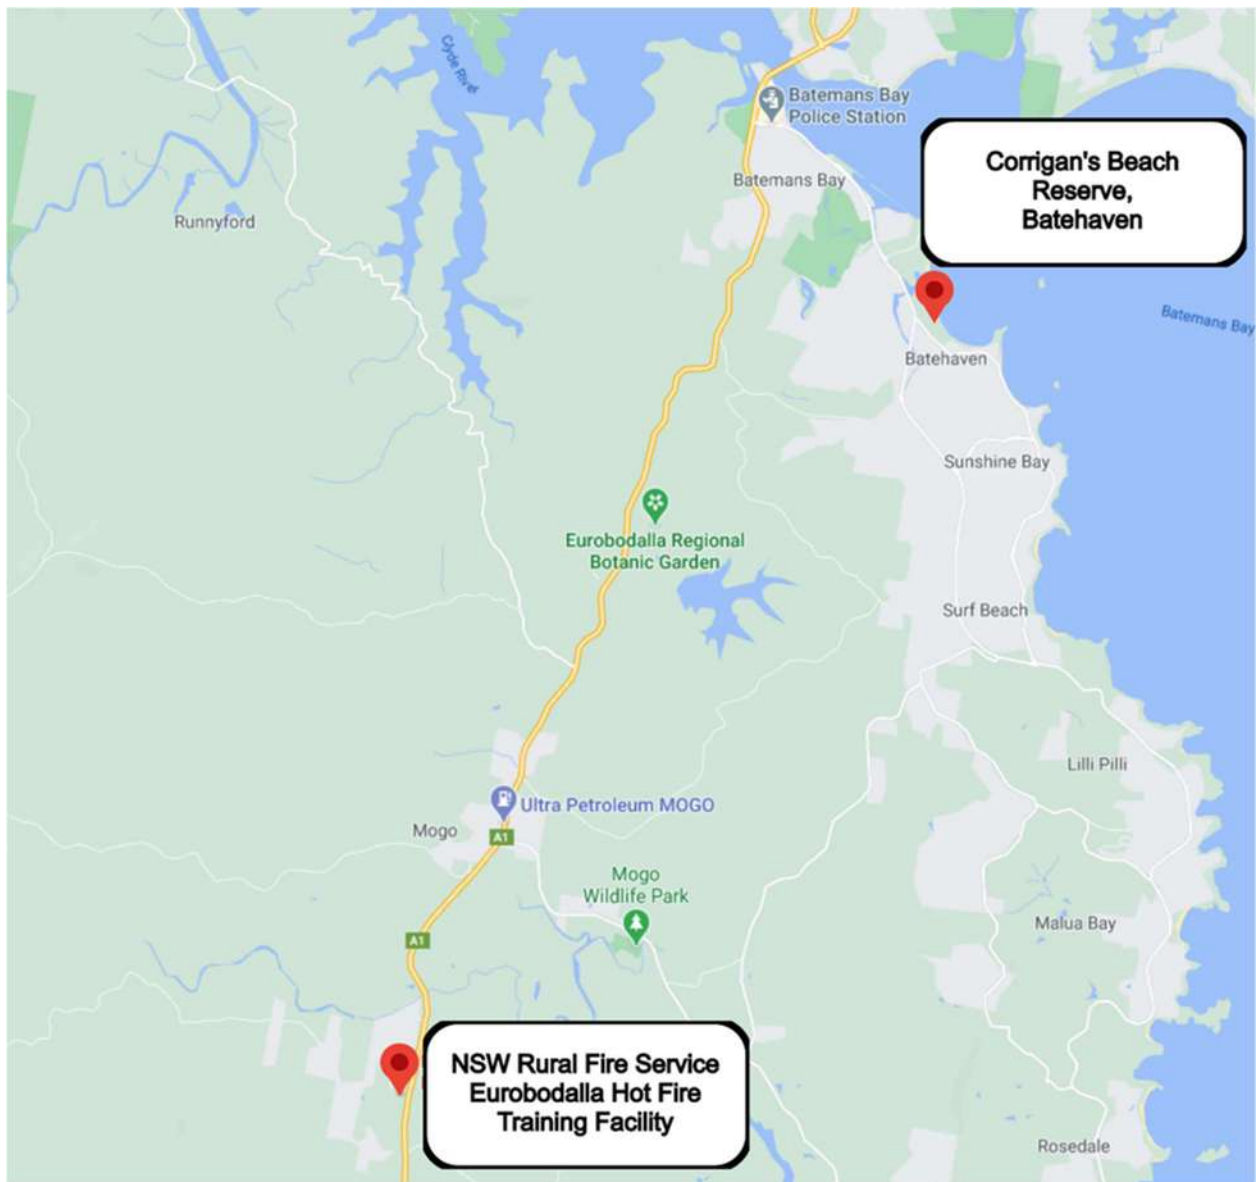 Clyde River
Batemans Bay
Police Station
Corrigan's Beach
Reserve,
Batehaven
Batemans Bay
Runnyford
Batemans Bay
Batehaven
Sunshine Bay
Eurobodalla Regional
Botanic Garden
Surf Beach
Lilli Pilli
Ultra Petroleum MOGO
Mogo
A1
Mogo
Wildlife Park
Malua Bay
A1
NSW Rural Fire Service
Eurobodalla Hot Fire
Training Facility
Rosedale